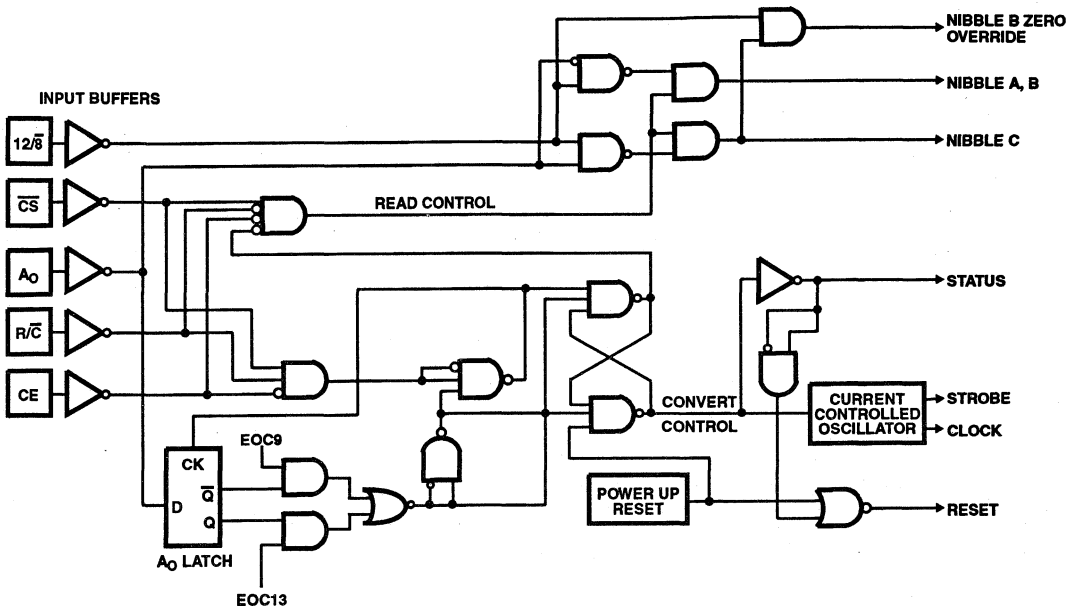 NIBBLE B ZERO
OVERRIDE
NIBBLE A, B
INPUT BUFFERS
12/8̅
NIBBLE C
C̅S̅
READ CONTROL
A₀
STATUS
R/C̅
CE
CONVERT
CONTROL
CURRENT
CONTROLLED
OSCILLATOR
STROBE
CLOCK
EOC9
CK
Q̅
D
Q
POWER UP
RESET
RESET
A₀ LATCH
EOC13